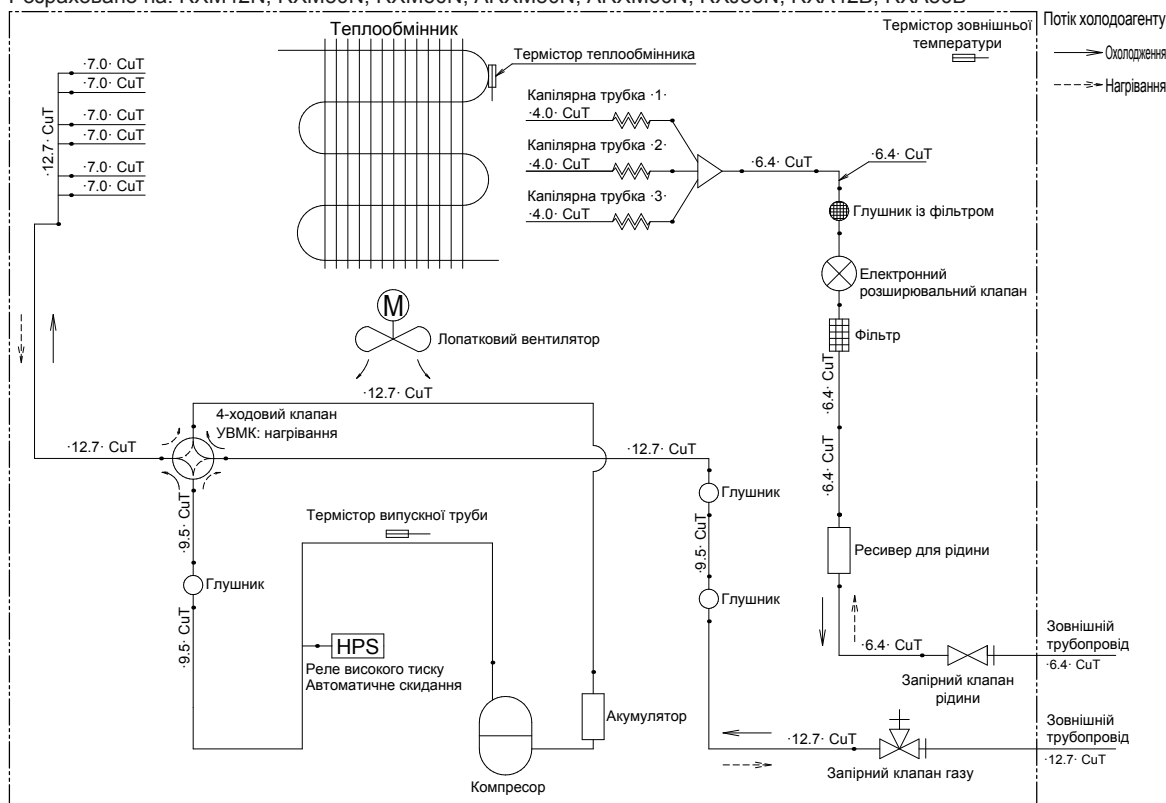 Розраховано на: RXM42N, RXM50N, RXM60N, ARXM50N, ARXM60N, RXJ50N, RXA42B, RXA50B
Теплообмінник
Термістор зовнішньої
температури
Потік холодоагенту
Охолодження
Нагрівання
Термістор теплообмінника
·7.0· CuT
·7.0· CuT
·7.0· CuT
·7.0· CuT
·7.0· CuT
·7.0· CuT
·12.7· CuT
Капілярна трубка ·1·
·4.0· CuT
Капілярна трубка ·2·
·4.0· CuT
Капілярна трубка ·3·
·4.0· CuT
·6.4· CuT
·6.4· CuT
Глушник із фільтром
Електронний
розширювальний клапан
Фільтр
M
Лопатковий вентилятор
·12.7· CuT
·6.4· CuT
4-ходовий клапан
УВМК: нагрівання
·12.7· CuT
·12.7· CuT
·6.4· CuT
Глушник
·9.5· CuT
Термістор випускної труби
·9.5· CuT
Ресивер для рідини
Глушник
Глушник
·9.5· CuT
HPS
Реле високого тиску
Автоматичне скидання
Зовнішній
трубопровід
·6.4· CuT
·6.4· CuT
Запірний клапан
рідини
Акумулятор
Зовнішній
трубопровід
·12.7· CuT
·12.7· CuT
Запірний клапан газу
Компресор